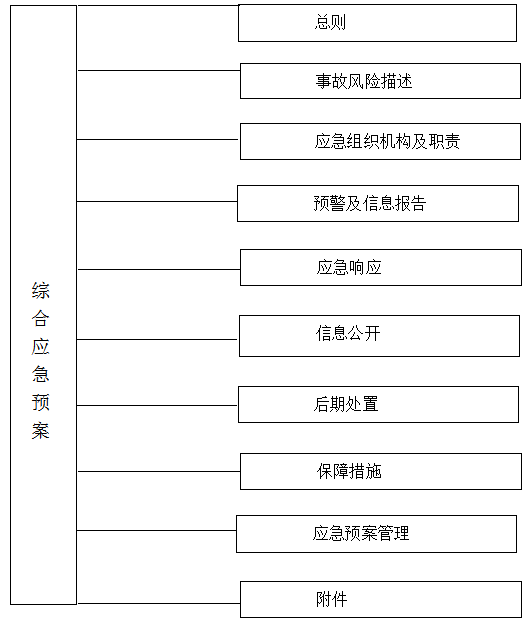 综合应急预案
总则
事故风险描述
应急组织机构及职责
预警及信息报告
应急响应
信息公开
后期处置
保障措施
应急预案管理
附件